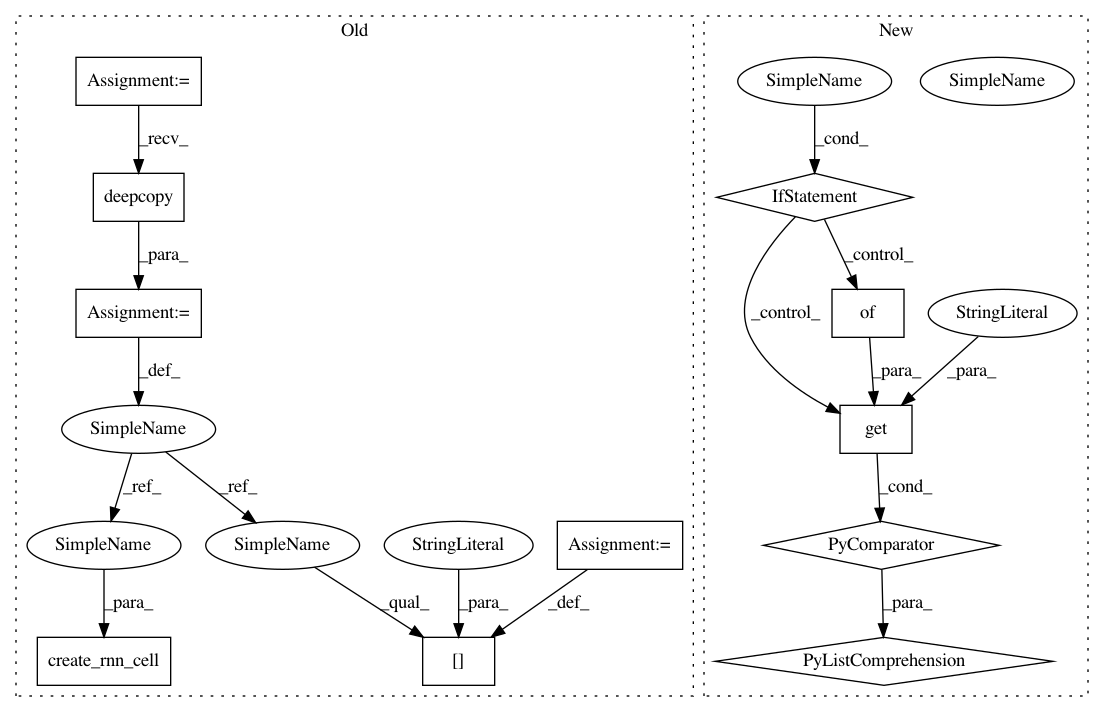 Old
New
Assignment:=
SimpleName
SimpleName
_recv_
_cond_
deepcopy
IfStatement
_para_
_control_
Assignment:=
_control_
of
StringLiteral
_def_
_para_
_para_
SimpleName
get
_ref_
_ref_
_cond_
SimpleName
SimpleName
StringLiteral
Assignment:=
PyComparator
_para_
_qual_
_para_
_def_
_para_
create_rnn_cell
[]
PyListComprehension